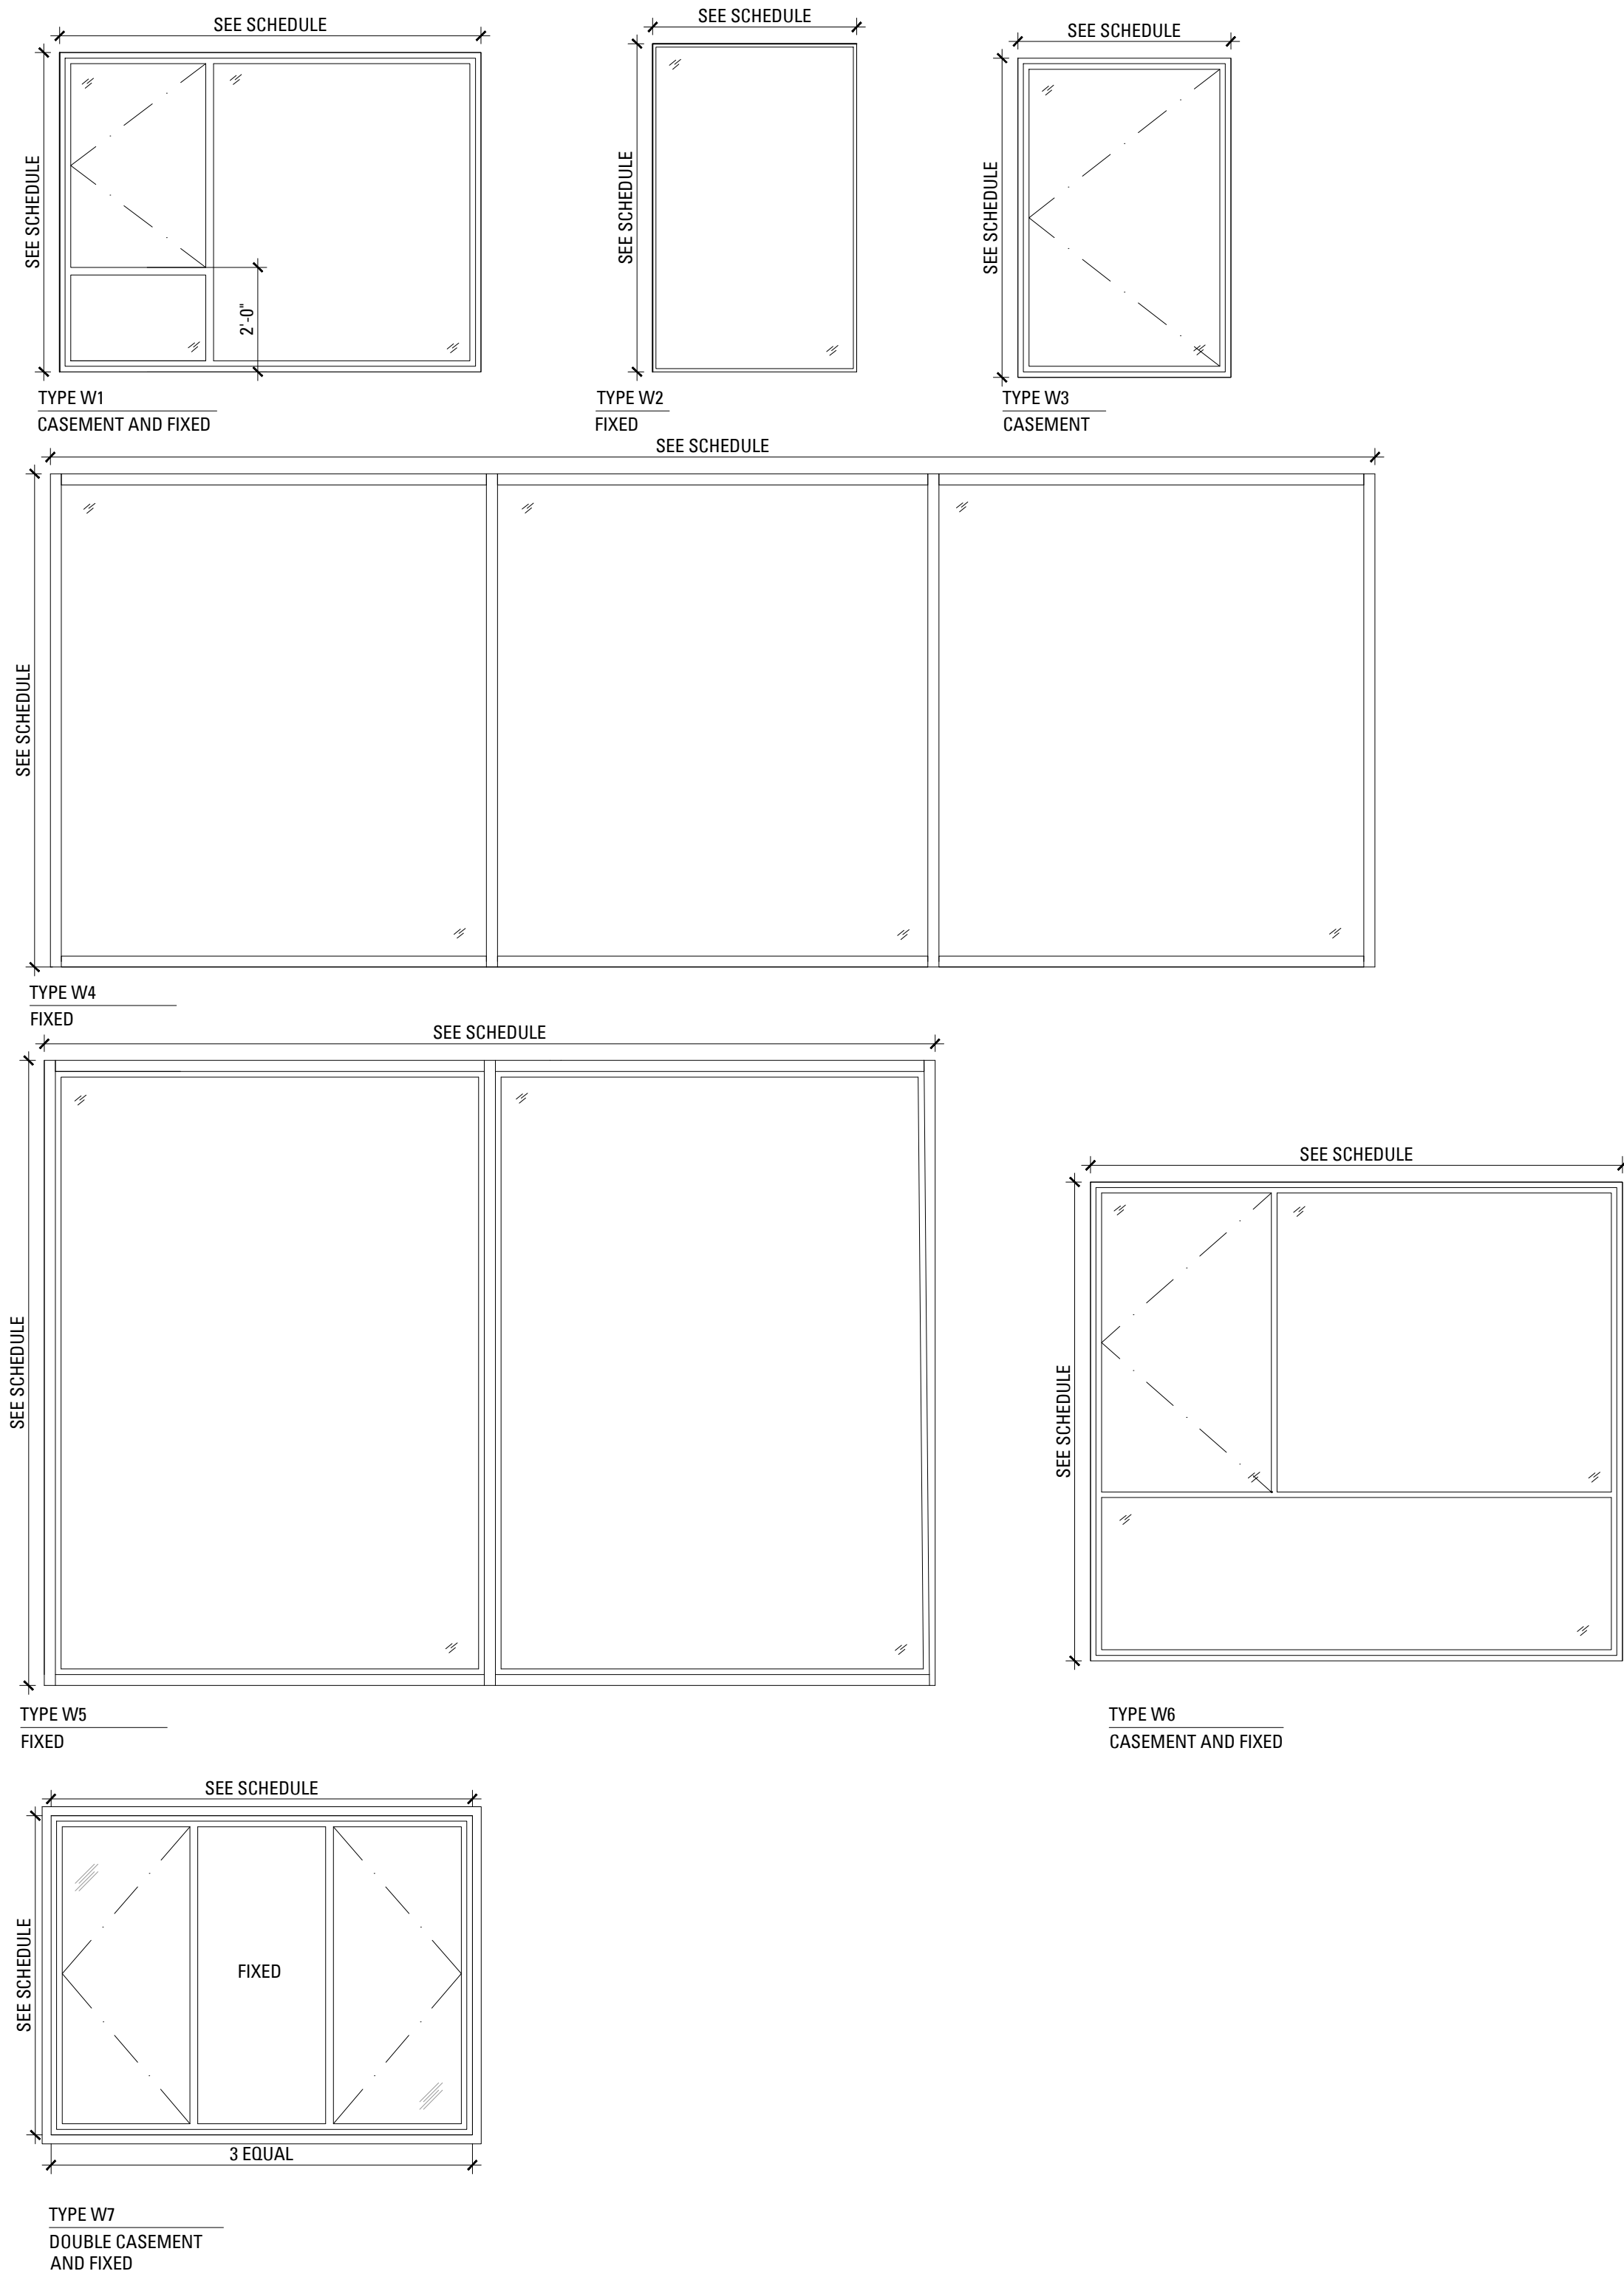 SEE SCHEDULE
SEE SCHEDULE
2'-0"
TYPE W1
CASEMENT AND FIXED
SEE SCHEDULE
SEE SCHEDULE
TYPE W2
FIXED
SEE SCHEDULE
SEE SCHEDULE
TYPE W3
CASEMENT
SEE SCHEDULE
SEE SCHEDULE
TYPE W4
FIXED
SEE SCHEDULE
SEE SCHEDULE
TYPE W5
FIXED
SEE SCHEDULE
SEE SCHEDULE
TYPE W6
CASEMENT AND FIXED
SEE SCHEDULE
SEE SCHEDULE
FIXED
3 EQUAL
TYPE W7
DOUBLE CASEMENT
AND FIXED